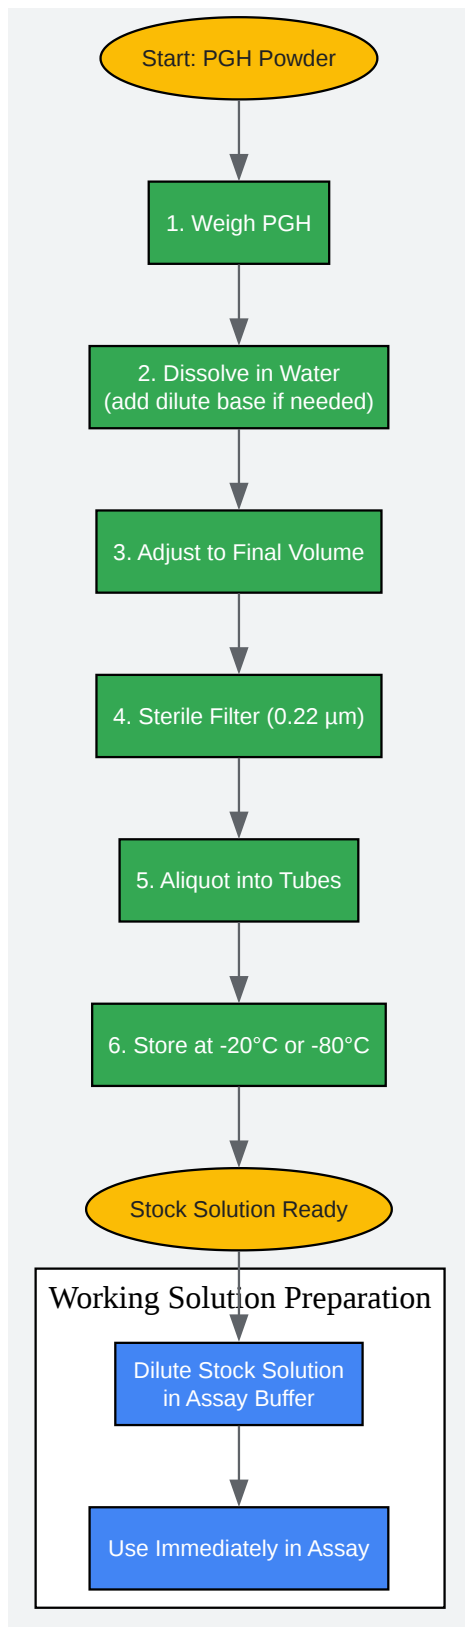 Start: PGH Powder
1. Weigh PGH
2. Dissolve in Water
(add dilute base if needed)
3. Adjust to Final Volume
4. Sterile Filter (0.22 µm)
5. Aliquot into Tubes
6. Store at -20°C or -80°C
Stock Solution Ready
Working Solution Preparation
Dilute Stock Solution
in Assay Buffer
Use Immediately in Assay